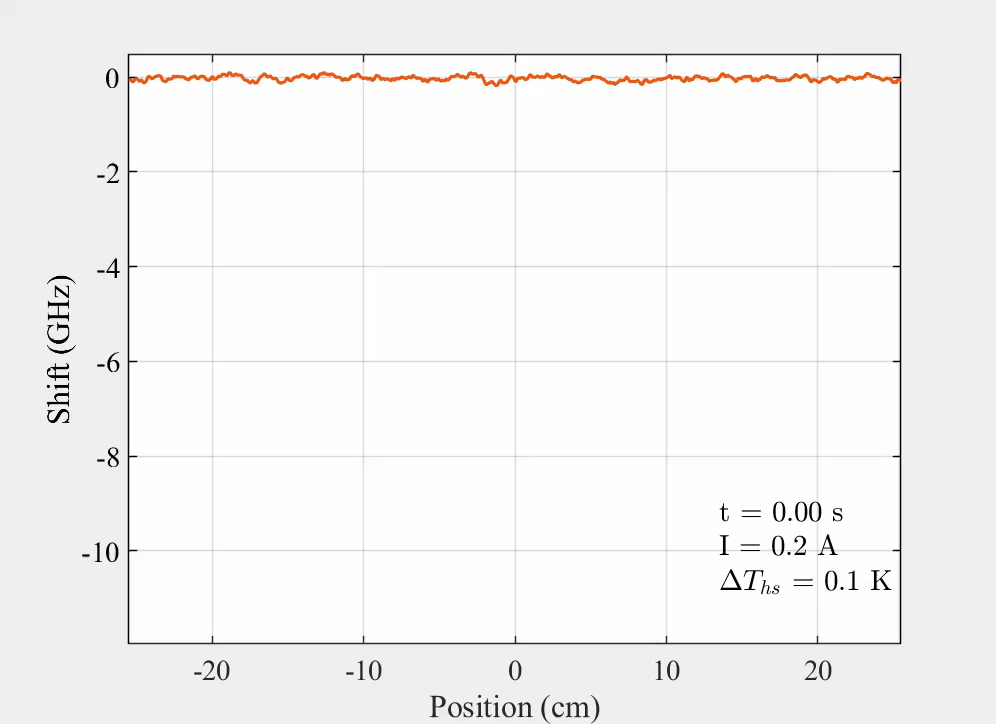 0
-2
-4
-6
-8
-10
Shift (GHz)
t = 0.00 s
I = 0.2 A
ΔT_hs = 0.1 K
-20 -10 0 10 20
Position (cm)